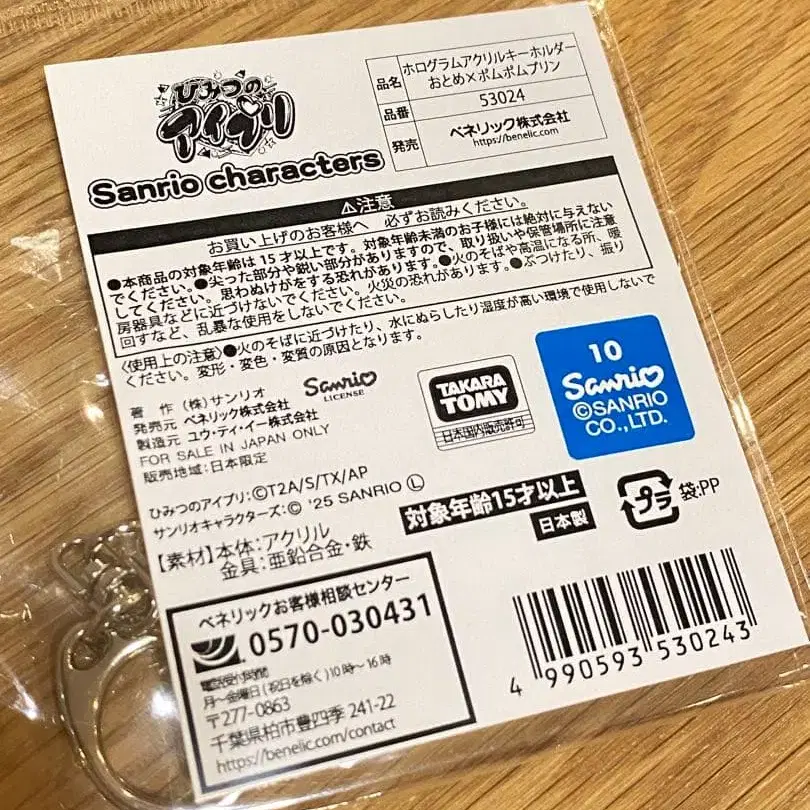 ひみつの
アイプリ
Sanrio characters
品名 ホログラムアクリルキーホルダー
おとめ×ポムポムプリン
品番 53024
発売 ベネリック株式会社
https://benelic.com
⚠注意
お買い上げのお客様へ 必ずお読みください。
●本商品の対象年齢は15才以上です。対象年齢未満のお子様には絶対に与えない
でください。●尖った部分や鋭い部分がありますので、取り扱いや保管場所に注意
してください。思わぬけがをする恐れがあります。●火のそばや高温になる所、暖
房器具などに近づけないでください。火災の恐れがあります。●ぶつけたり、振り
回すなど、乱暴な使用をしないでください。
〈使用上の注意〉●火のそばに近づけたり、水にぬらしたり湿度が高い環境で使用しないで
ください。変形・変色・変質の原因となります。
著作 (株)サンリオ
発売元 ベネリック株式会社
製造元 ユウ・ディ・イー株式会社
FOR SALE IN JAPAN ONLY
販売地域:日本限定
Sanrio
LICENSE
TAKARA
TOMY
日本国内販売許可
10
Sanrio
©SANRIO
CO.,LTD.
ひみつのアイプリ:©T2A/S/TX/AP
サンリオキャラクターズ:© '25 SANRIO Ⓛ
対象年齢15才以上
日本製
プラ 袋:PP
【素材】本体:アクリル
金具:亜鉛合金・鉄
ベネリックお客様相談センター
0570-030431
電話受付時間
月〜金曜日(祝日を除く)10時〜16時
〒277-0863
千葉県柏市豊四季241-22
https://benelic.com/contact
4 990593 530243